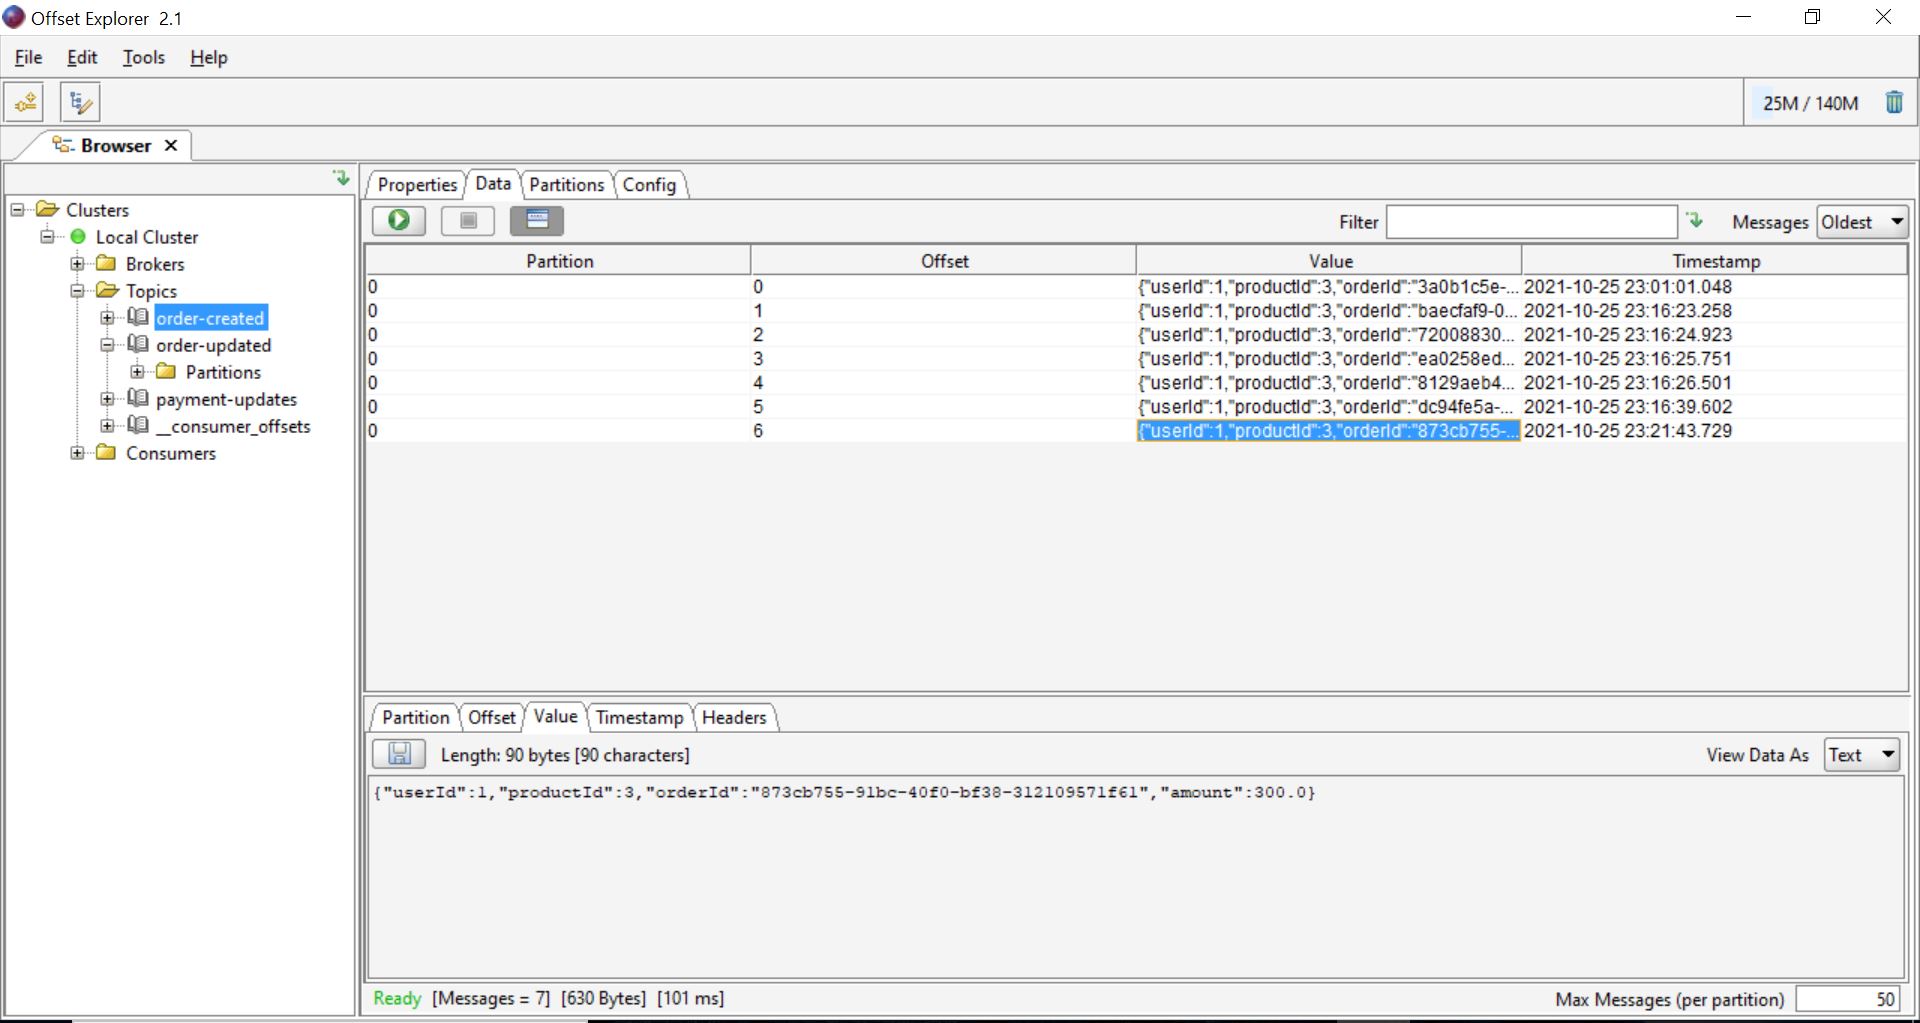 Offset Explorer 2.1
File Edit Tools Help
25M / 140M
Browser
Clusters
Local Cluster
Brokers
Topics
order-created
order-updated
Partitions
payment-updates
__consumer_offsets
Consumers
Properties Data Partitions Config
Filter Messages Oldest
Partition Offset Value Timestamp
0 0 {"userId":1,"productId":3,"orderId":"3a0b1c5e-... 2021-10-25 23:01:01.048
0 1 {"userId":1,"productId":3,"orderId":"baecfaf9-0... 2021-10-25 23:16:23.258
0 2 {"userId":1,"productId":3,"orderId":"72008830... 2021-10-25 23:16:24.923
0 3 {"userId":1,"productId":3,"orderId":"ea0258ed... 2021-10-25 23:16:25.751
0 4 {"userId":1,"productId":3,"orderId":"8129aeb4... 2021-10-25 23:16:26.501
0 5 {"userId":1,"productId":3,"orderId":"dc94fe5a-... 2021-10-25 23:16:39.602
0 6 {"userId":1,"productId":3,"orderId":"873cb755-... 2021-10-25 23:21:43.729
Partition Offset Value Timestamp Headers
Length: 90 bytes [90 characters] View Data As Text
{"userId":1,"productId":3,"orderId":"873cb755-91bc-40f0-bf38-312109571f61","amount":300.0}
Ready [Messages = 7] [630 Bytes] [101 ms] Max Messages (per partition) 50